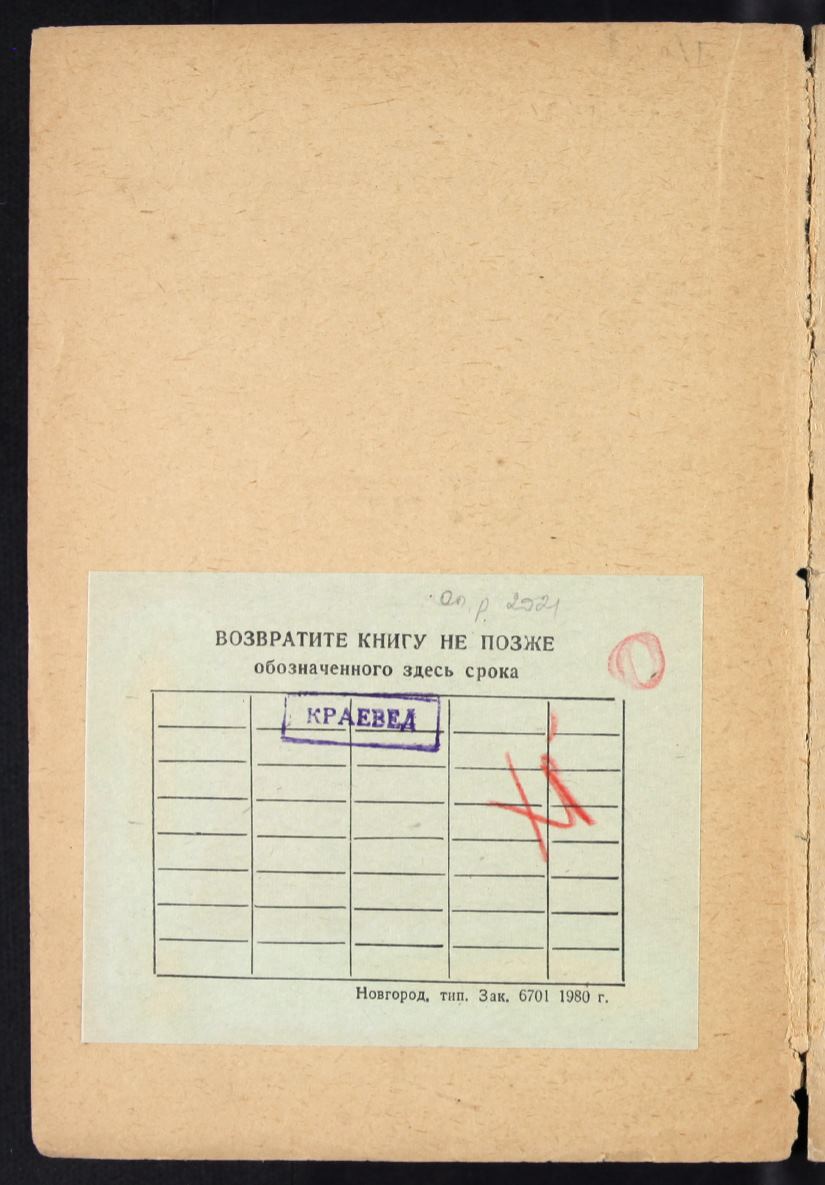 ВОЗВРАТИТЕ КНИГУ НЕ ПОЗЖЕ
обозначенного здесь срока
КРАЕВЕД
Новгород, тип. Зак. 6701 1980 г.